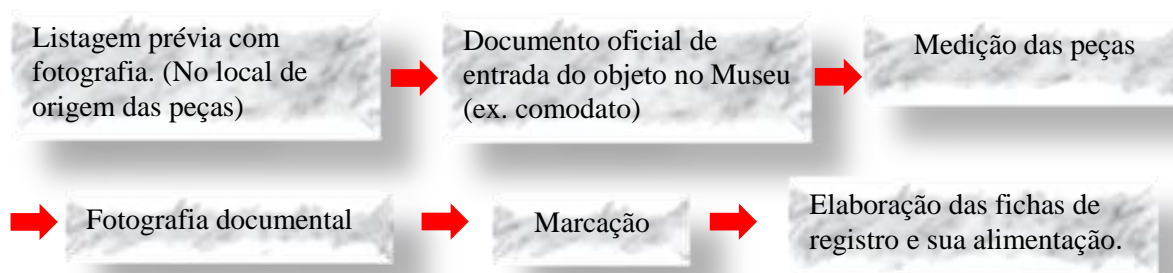 Listagem prévia com
fotografia. (No local de
origem das peças)
Documento oficial de
entrada do objeto no Museu
(ex. comodato)
Medição das peças
Fotografia documental
Marcação
Elaboração das fichas de
registro e sua alimentação.